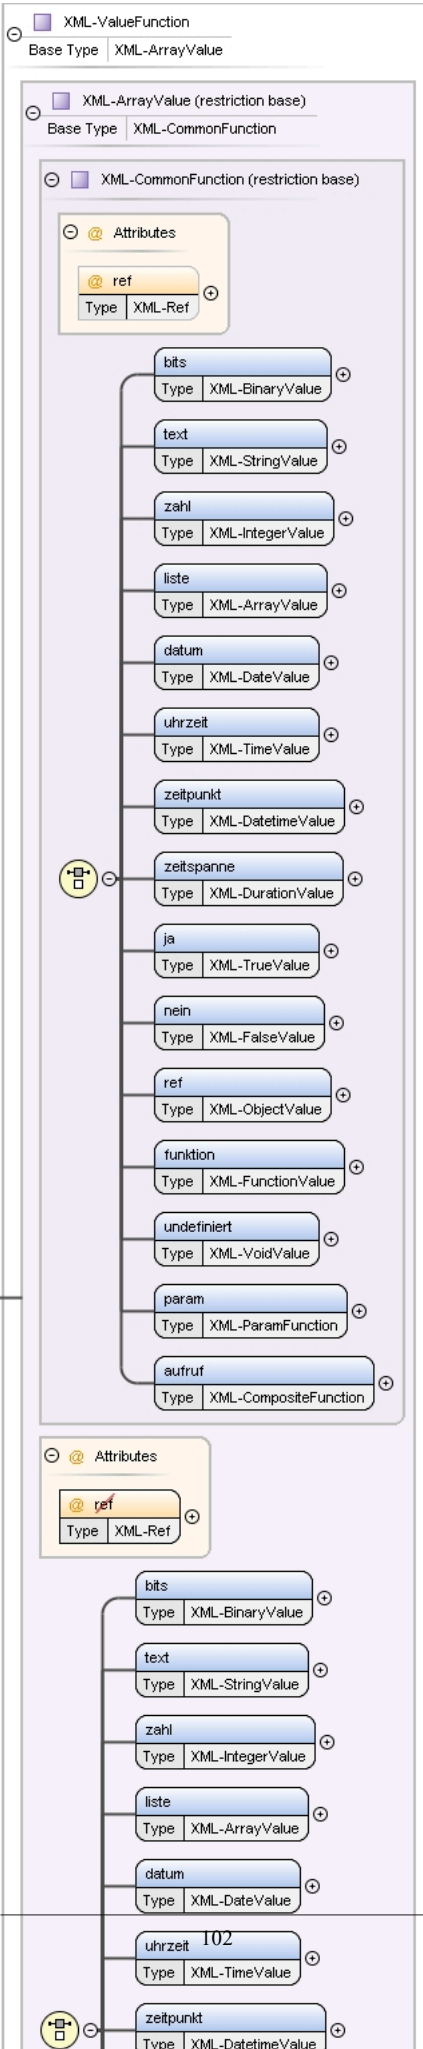 XML-ValueFunction
Base Type XML-ArrayValue
XML-ArrayValue (restriction base)
Base Type XML-CommonFunction
XML-CommonFunction (restriction base)
@ Attributes
@ ref
Type XML-Ref
bits
Type XML-BinaryValue
text
Type XML-StringValue
zahl
Type XML-IntegerValue
liste
Type XML-ArrayValue
datum
Type XML-DateValue
uhrzeit
Type XML-TimeValue
zeitpunkt
Type XML-DatetimeValue
zeitspanne
Type XML-DurationValue
ja
Type XML-TrueValue
nein
Type XML-FalseValue
ref
Type XML-ObjectValue
funktion
Type XML-FunctionValue
undefiniert
Type XML-VoidValue
param
Type XML-ParamFunction
aufruf
Type XML-CompositeFunction
@ Attributes
@ ref
Type XML-Ref
bits
Type XML-BinaryValue
text
Type XML-StringValue
zahl
Type XML-IntegerValue
liste
Type XML-ArrayValue
datum
Type XML-DateValue
102
uhrzeit
Type XML-TimeValue
zeitpunkt
Type XML-DatetimeValue